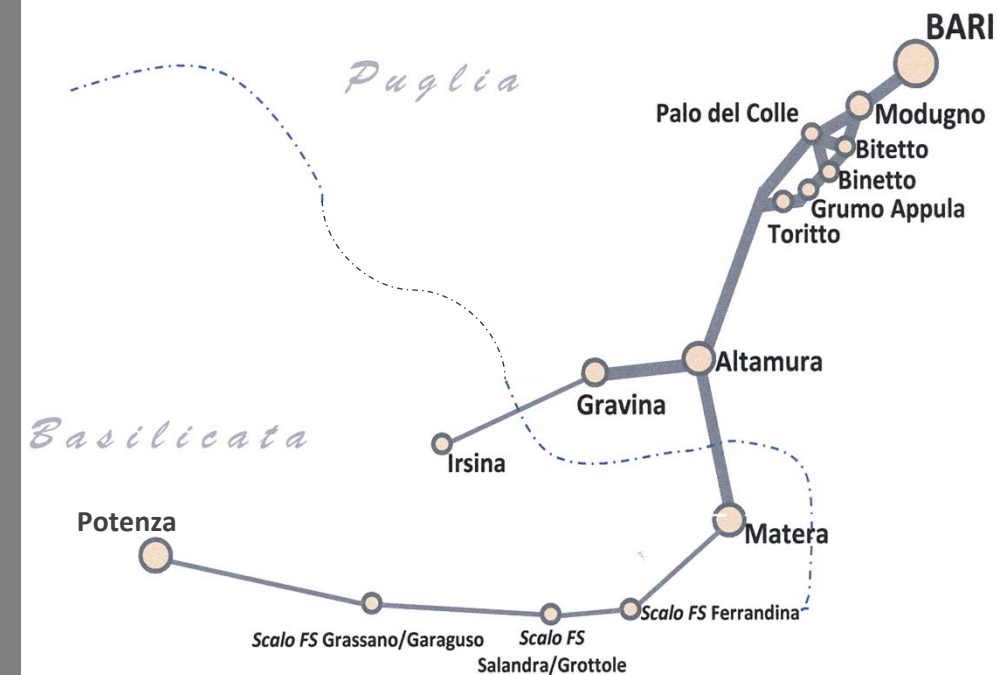 BARI
Puglia
Palo del Colle
Modugno
Bitetto
Binetto
Grumo Appula
Toritto
Altamura
Gravina
Basilicata
Irsina
Potenza
Matera
Scalo FS Ferrandina
Scalo FS Grassano/Garaguso
Scalo FS
Salandra/Grottole